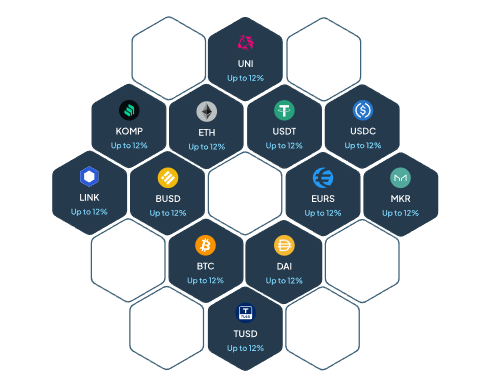 UNI
Up to 12%
KOMP
Up to 12%
ETH
Up to 12%
USDT
Up to 12%
USDC
Up to 12%
LINK
Up to 12%
BUSD
Up to 12%
EURS
Up to 12%
MKR
Up to 12%
BTC
Up to 12%
DAI
Up to 12%
TUSD
TUSD
Up to 12%